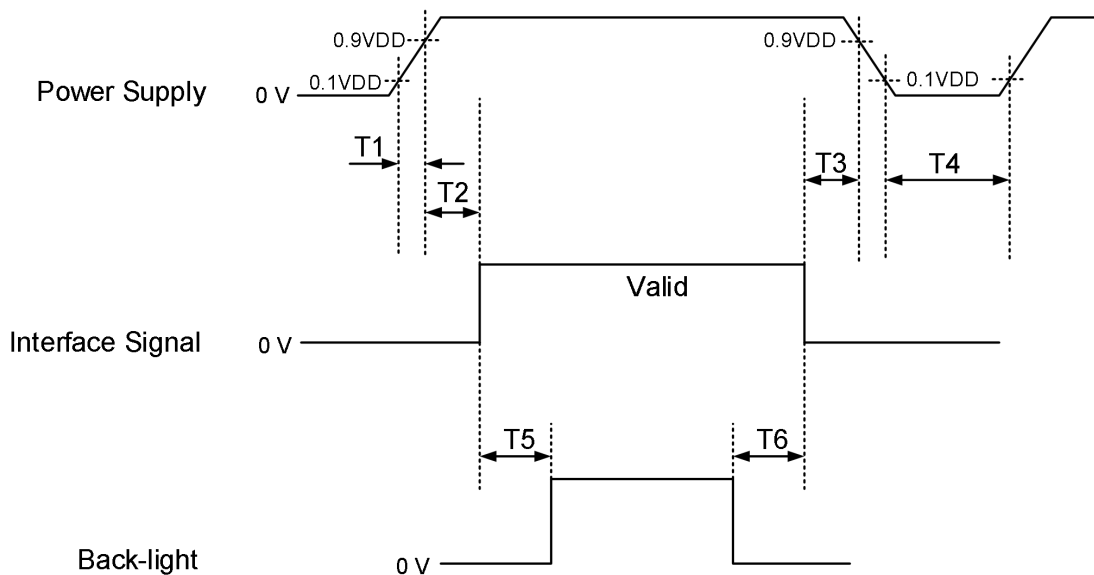 0.9VDD
0.9VDD
0.1VDD
0.1VDD
Power Supply
0 V
T1
T2
T3
T4
Valid
Interface Signal
0 V
T5
T6
Back-light
0 V